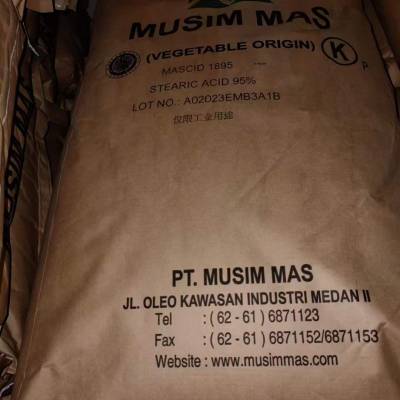 MUSIM MAS
(VEGETABLE ORIGIN)
K
P
MASCID 1895
STEARIC ACID 95%
LOT NO.: A02023EMB3A1B
仅限工业用途
PT. MUSIM MAS
JL. OLEO KAWASAN INDUSTRI MEDAN II
Tel : ( 62 - 61 ) 6871123
Fax : ( 62 - 61 ) 6871152/6871153
Website : www.musimmas.com